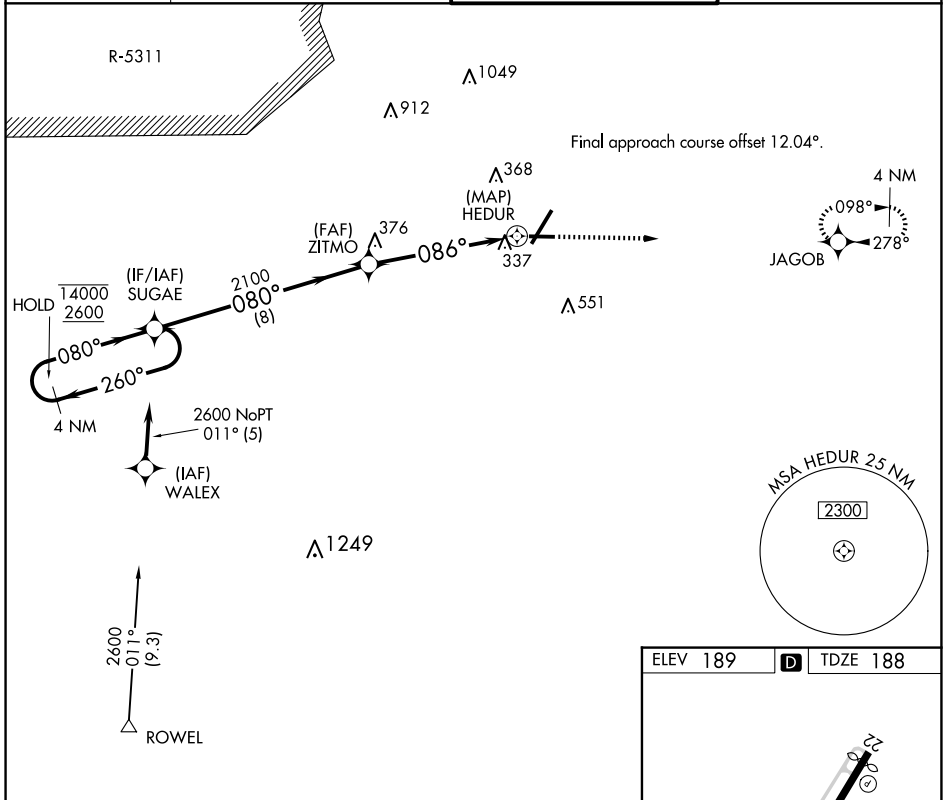 R-5311
1049
912
Final approach course offset 12.04°.
368
4 NM
(MAP)
HEDUR
098°
(FAF)
ZITMO
376
086°
278°
JAGOB
337
(IF/IAF)
SUGAE
2100
080°
(8)
HOLD
14000
2600
551
080°
260°
4 NM
2600 NoPT
011° (5)
(IAF)
WALEX
MSA HEDUR 25 NM
2300
1249
2600
011°
(9.3)
ROWEL
ELEV 189
D
TDZE 188
22
P